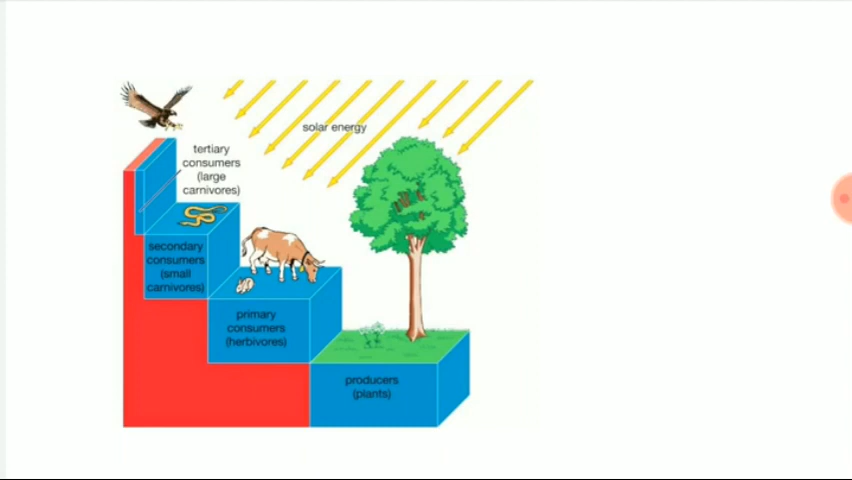 solar energy
tertiary
consumers
(large
carnivores)
secondary
consumers
(small
carnivores)
primary
consumers
(herbivores)
producers
(plants)